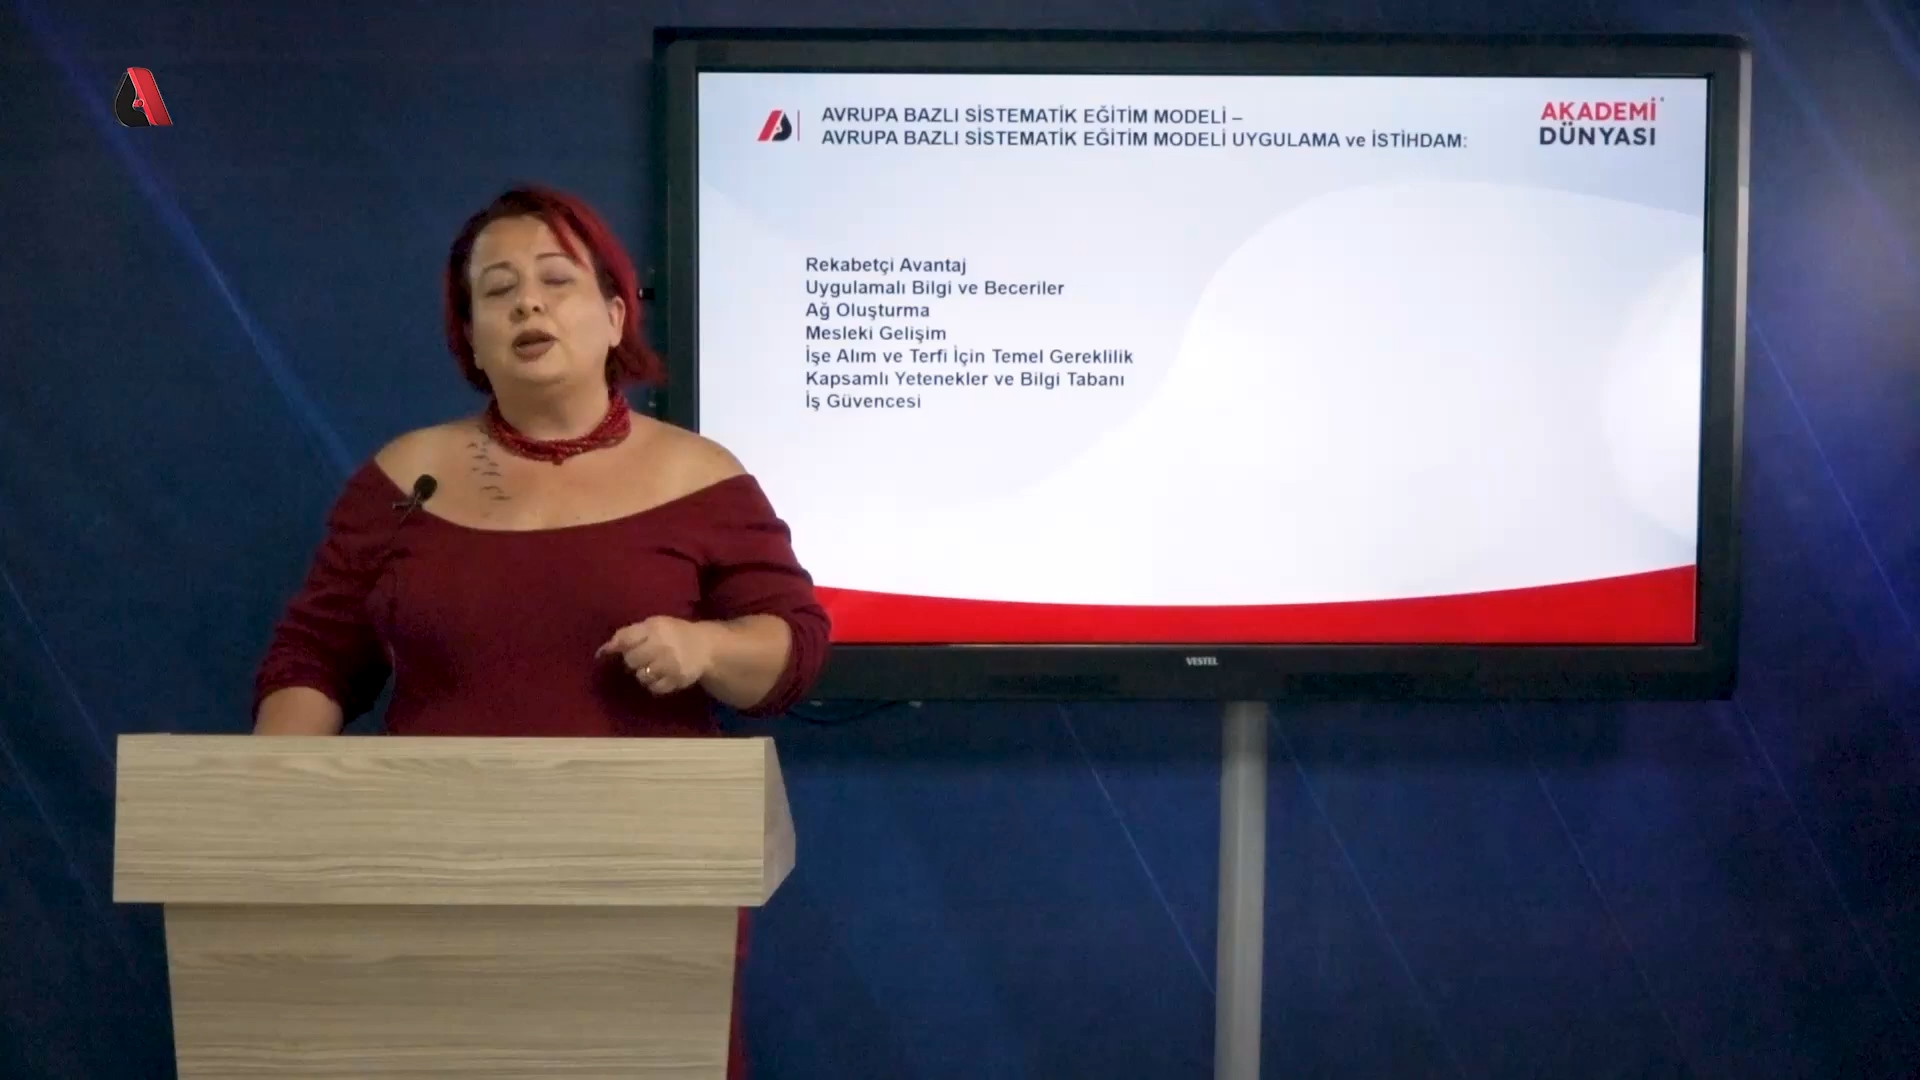 AVRUPA BAZLI SİSTEMATİK EĞİTİM MODELİ –
AVRUPA BAZLI SİSTEMATİK EĞİTİM MODELİ UYGULAMA ve İSTİHDAM:
AKADEMİ
DÜNYASI
Rekabetçi Avantaj
Uygulamalı Bilgi ve Beceriler
Ağ Oluşturma
Mesleki Gelişim
İşe Alım ve Terfi İçin Temel Gereklilik
Kapsamlı Yetenekler ve Bilgi Tabanı
İş Güvencesi
VESTEL